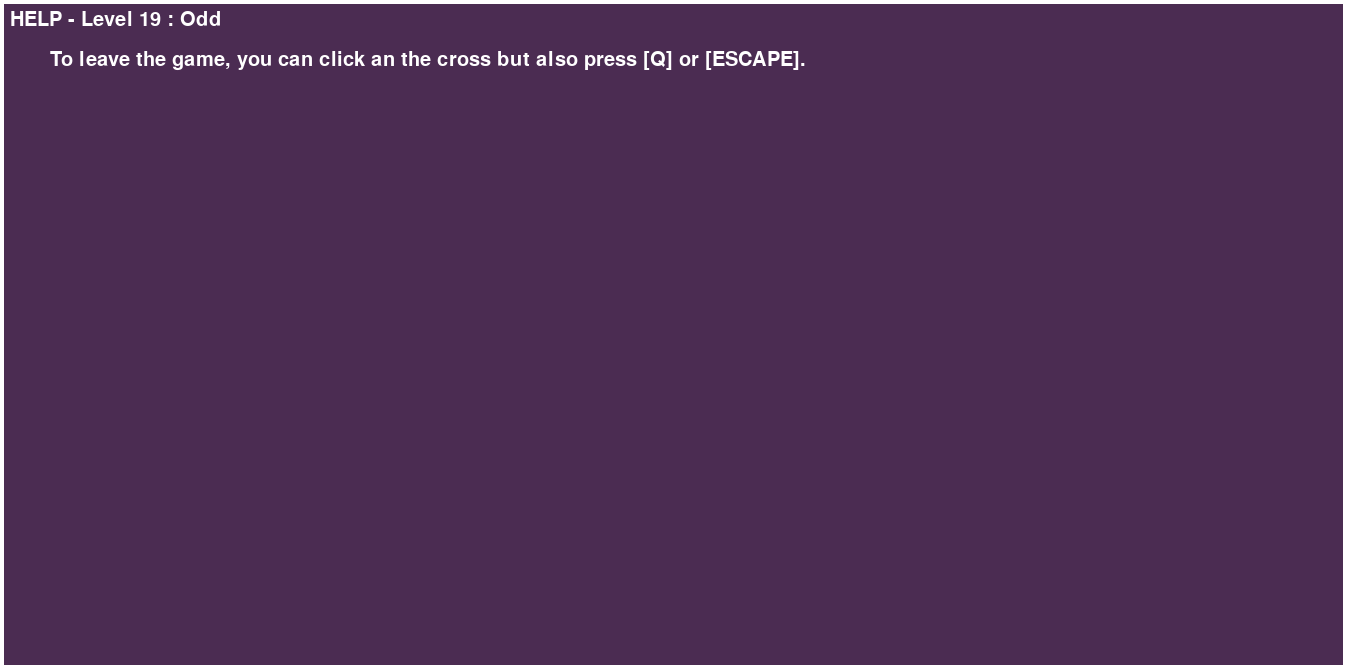 HELP - Level 19 : Odd
To leave the game, you can click an the cross but also press [Q] or [ESCAPE].